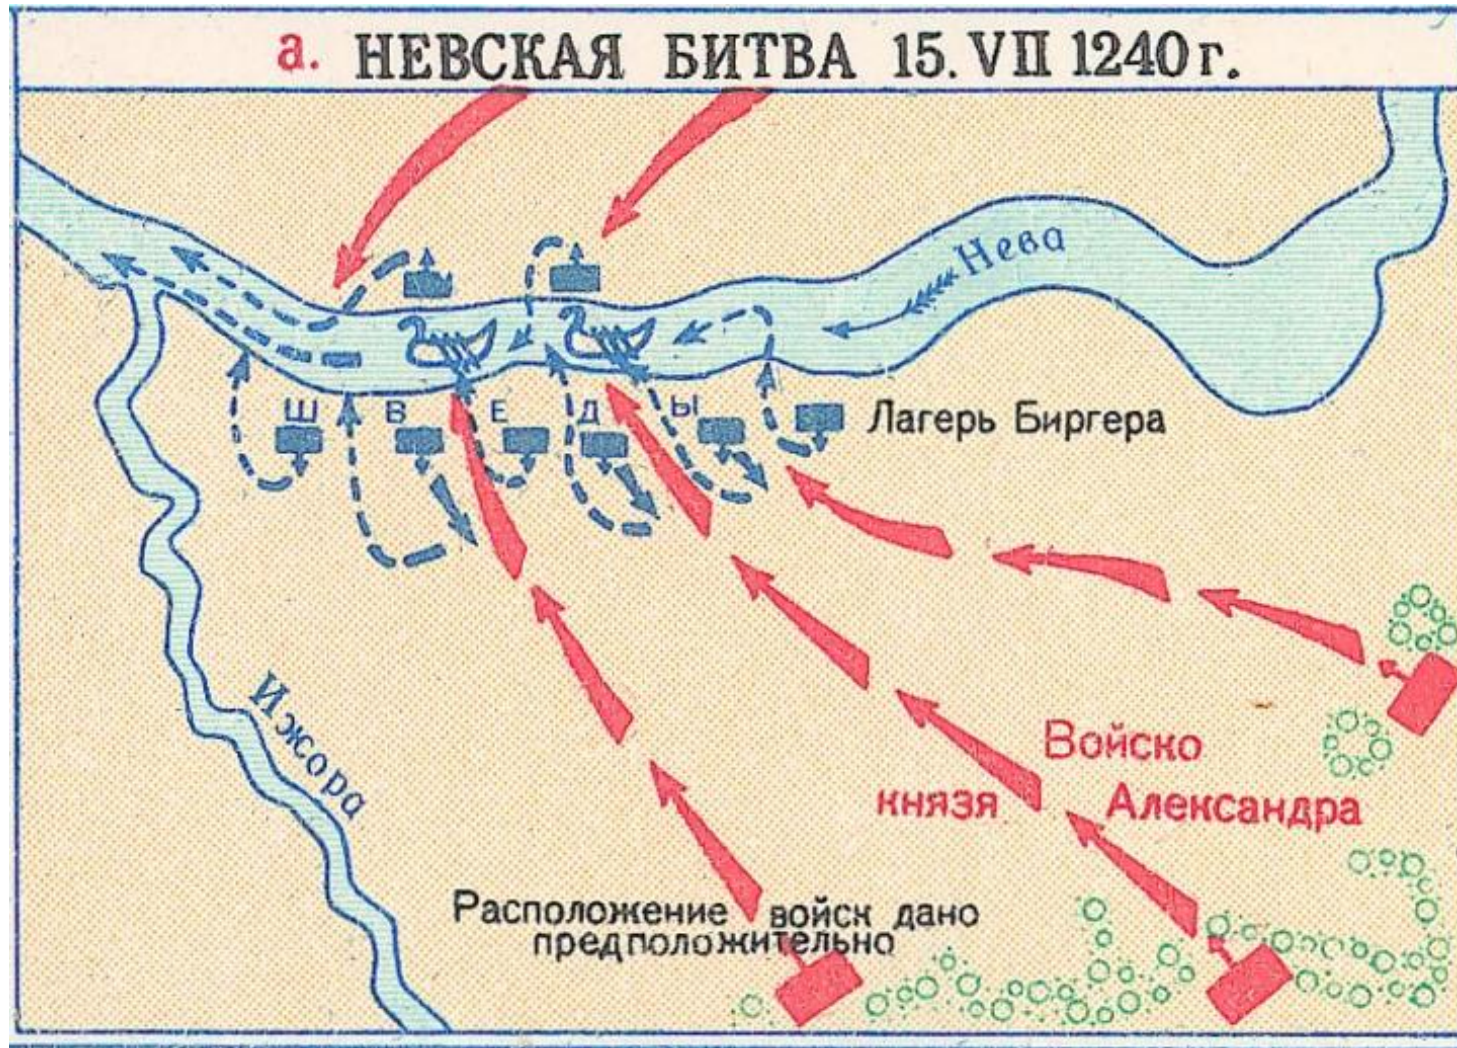 а. НЕВСКАЯ БИТВА 15. VII 1240 г.
Нева
Ш В Е Д Ы
Лагерь Биргера
Ижора
Войско
князя Александра
Расположение войск дано
предположительно